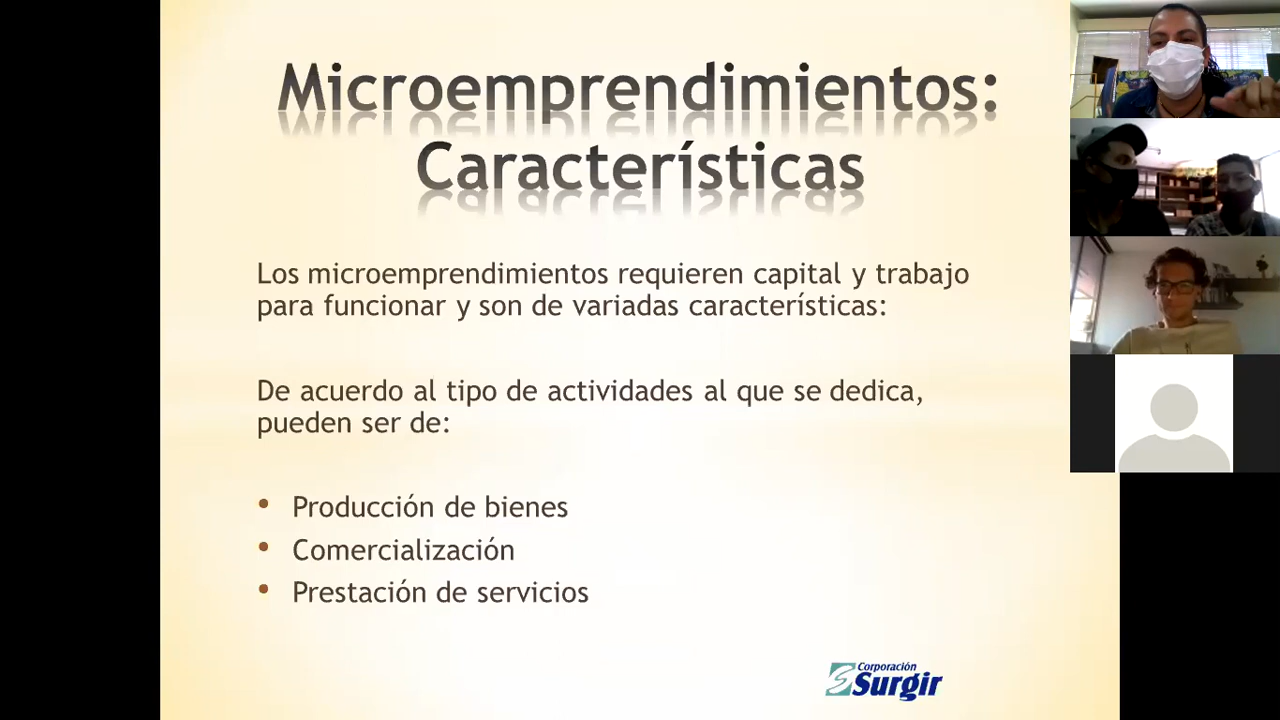 Microemprendimientos:
Características
Los microemprendimientos requieren capital y trabajo
para funcionar y son de variadas características:
De acuerdo al tipo de actividades al que se dedica,
pueden ser de:
• Producción de bienes
• Comercialización
• Prestación de servicios
Corporación
Surgir